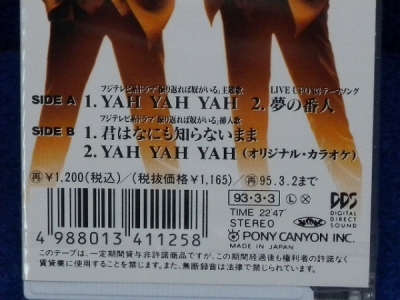 フジテレビ系ドラマ「振り返れば奴がいる」主題歌
LIVE UFO '93テーマソング
SIDE A 1. YAH YAH YAH 2. 夢の番人
フジテレビ系ドラマ「振り返れば奴がいる」挿入歌
SIDE B 1. 君はなにも知らないまま
2. YAH YAH YAH (オリジナル・カラオケ)
再 ¥1,200(税込)/(税抜価格¥1,165)/再95.3.2まで
93・3・3 L X
TIME 22'47"
STEREO
DDS
DIGITAL
DIRECT
SOUND
PONY CANYON INC.
MADE IN JAPAN
4 988013 411258
このテープは、一定期間貸与非許諾商品ですが、この期間経過後も権利者の許諾なく
賃貸業に使用することを禁じます。また、無断録音は法律で禁じられています。